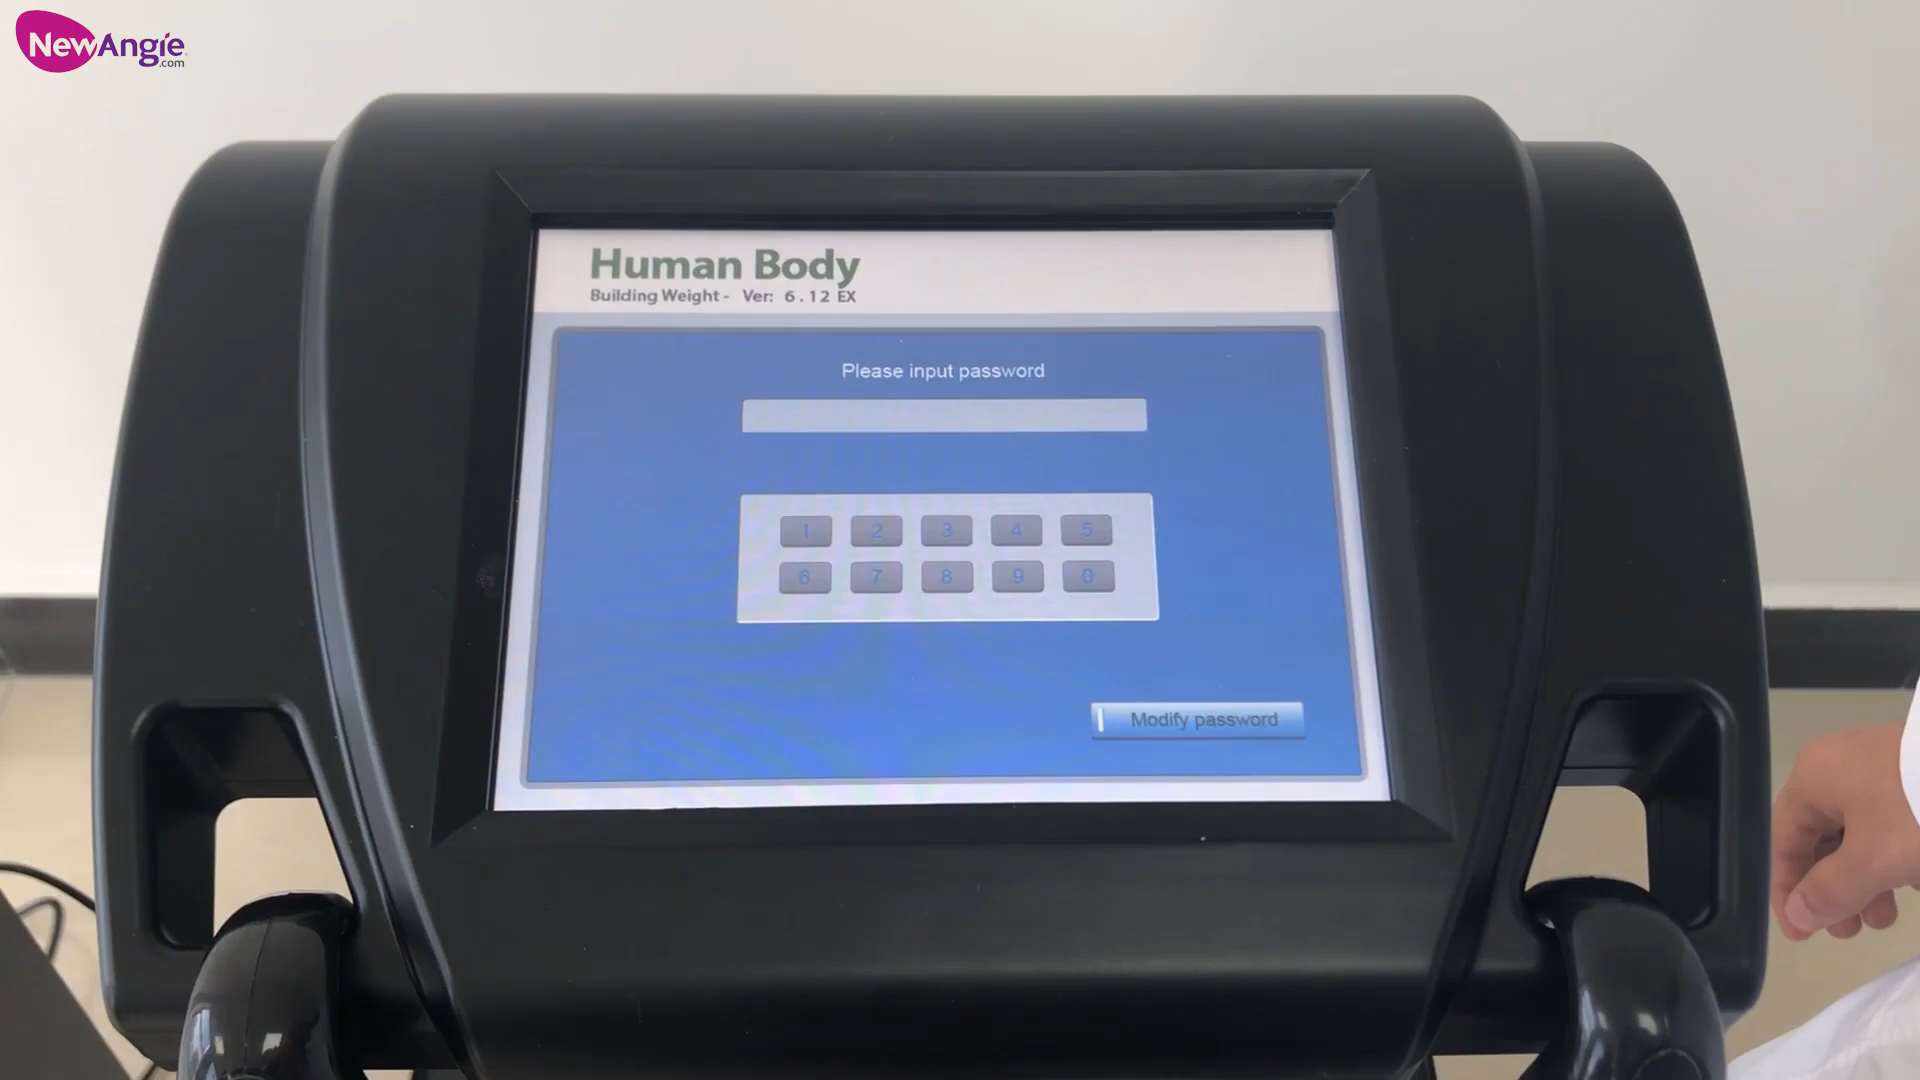 NewAngie
.com
Human Body
Building Weight - Ver: 6.12 EX
Please input password
1 2 3 4 5
6 7 8 9 0
Modify password